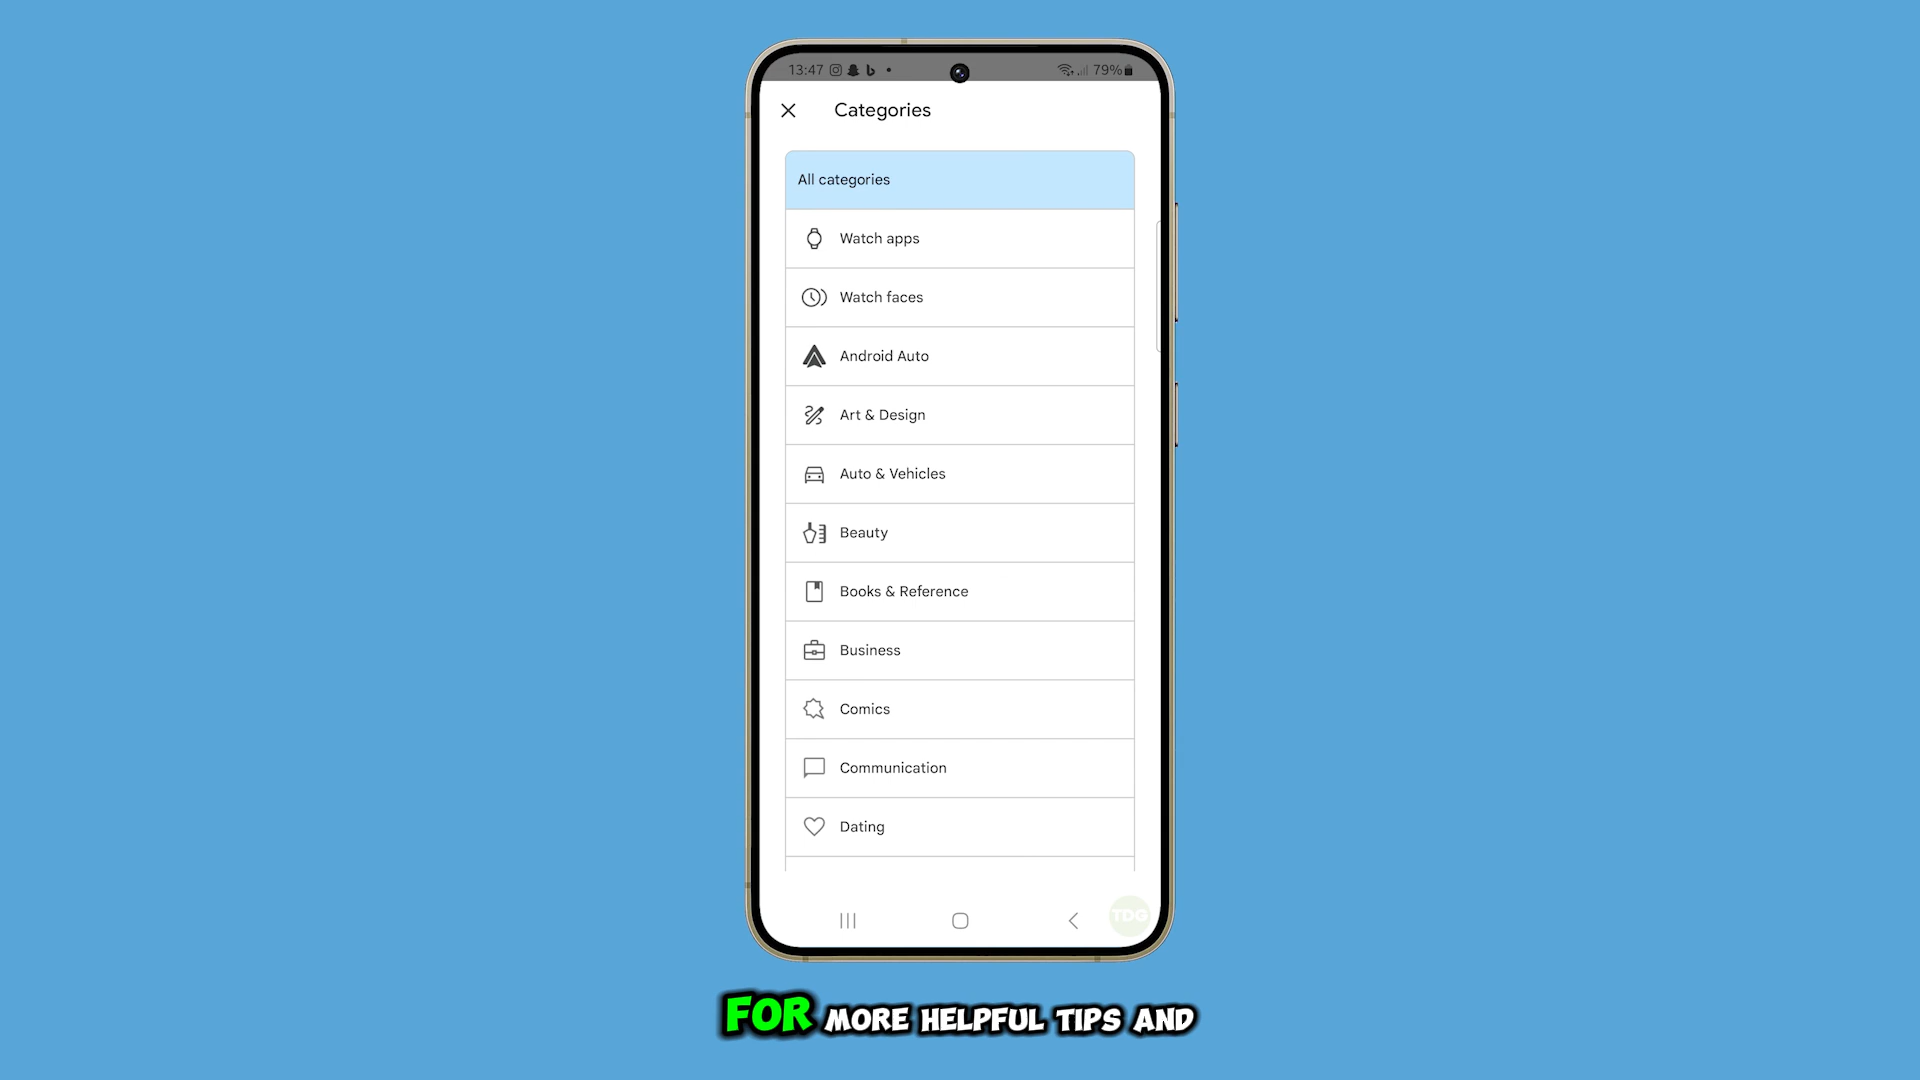 13:47
79%
Categories
All categories
Watch apps
Watch faces
Android Auto
Art & Design
Auto & Vehicles
Beauty
Books & Reference
Business
Comics
Communication
Dating
TDG
FOR MORE HELPFUL TIPS AND